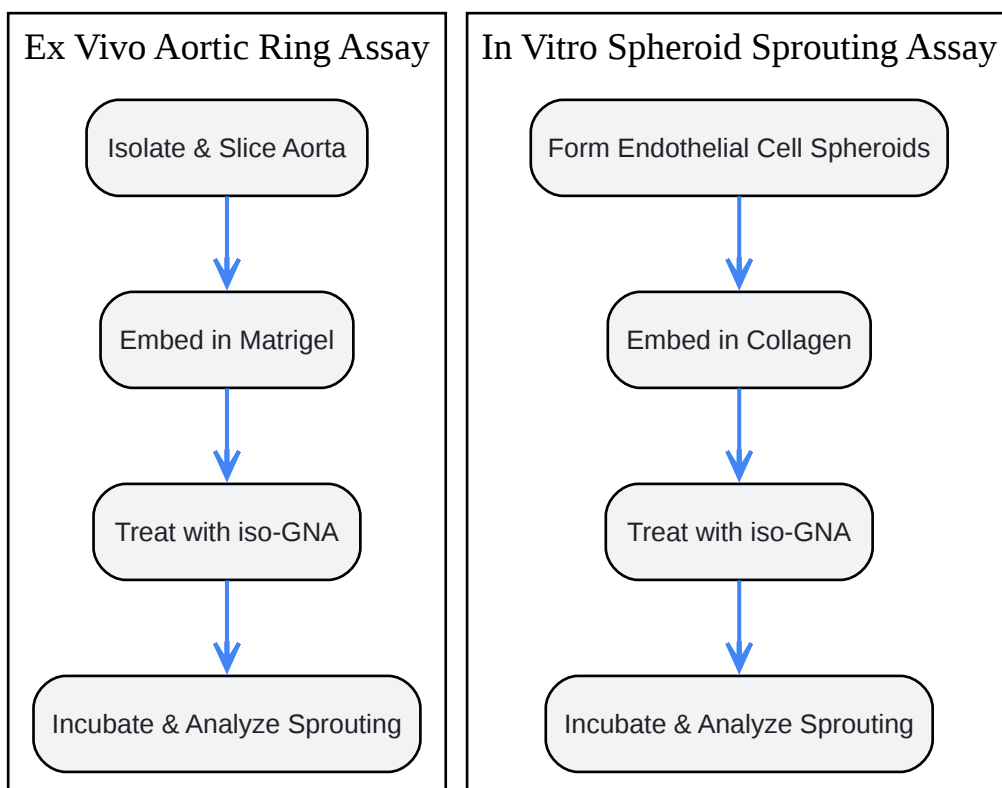 Ex Vivo Aortic Ring Assay
Isolate & Slice Aorta
Embed in Matrigel
Treat with iso-GNA
Incubate & Analyze Sprouting
In Vitro Spheroid Sprouting Assay
Form Endothelial Cell Spheroids
Embed in Collagen
Treat with iso-GNA
Incubate & Analyze Sprouting